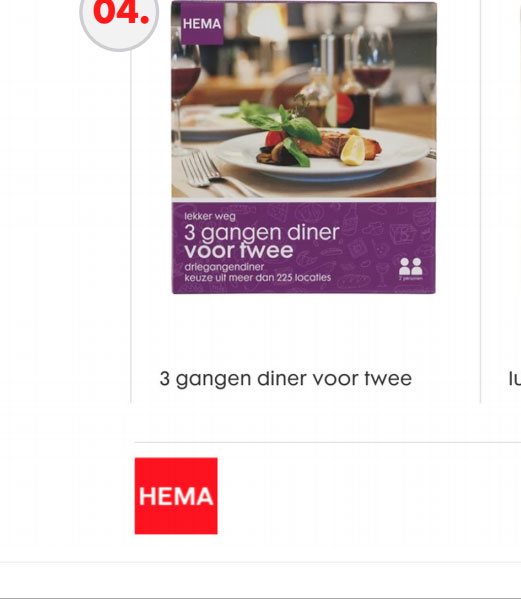 04.
HEMA
lekker weg
3 gangen diner
voor twee
driegangendiner
keuze uit meer dan 225 locaties
2 personen
3 gangen diner voor twee
lu
HEMA